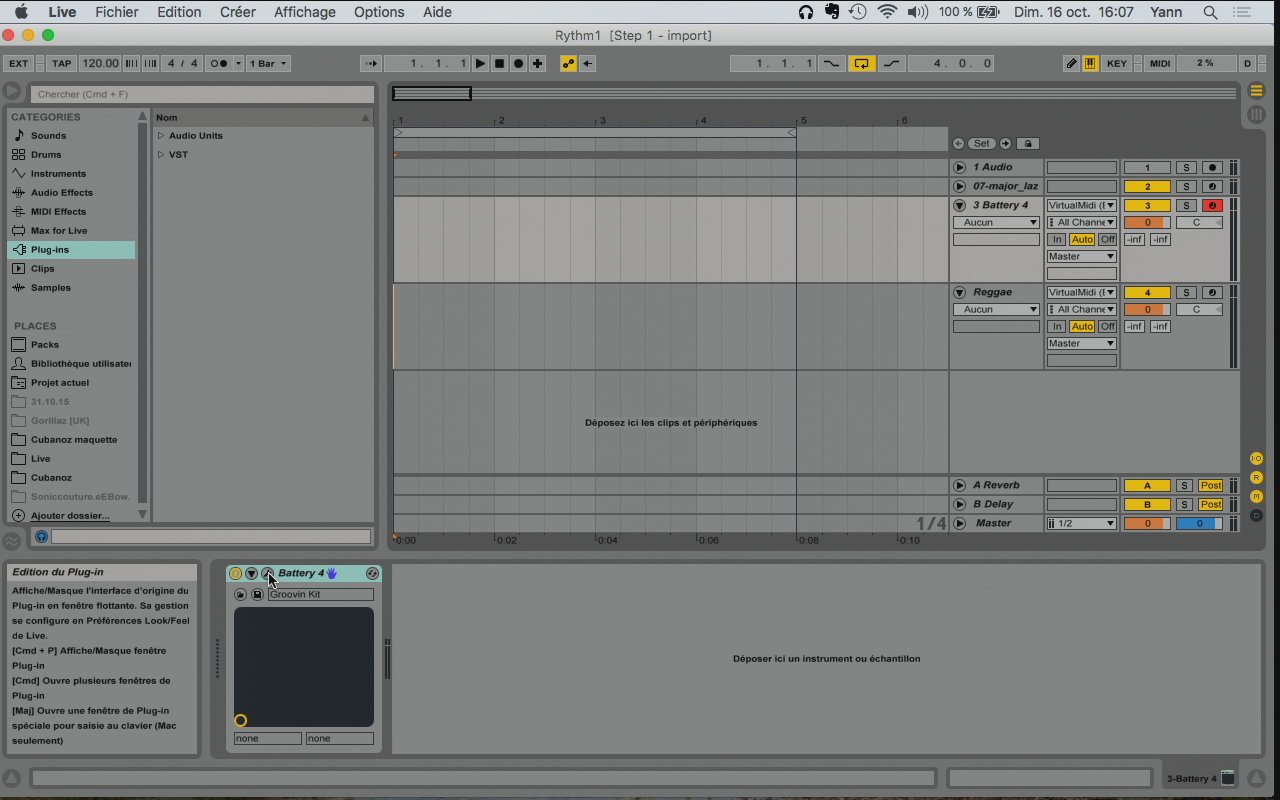 Live Fichier Edition Créer Affichage Options Aide 100 % Dim. 16 oct. 16:07 Yann
Rythm1 [Step 1 - import]
EXT TAP 120.00 4 / 4 1 Bar 1. 1. 1 1. 1. 1 4. 0. 0 KEY MIDI 2 % D
Chercher (Cmd + F)
CATEGORIES
Sounds
Drums
Instruments
Audio Effects
MIDI Effects
Max for Live
Plug-ins
Clips
Samples
PLACES
Packs
Bibliothèque utilisateu
Projet actuel
31.10.15
Gorillaz [UK]
Cubanoz maquette
Live
Cubanoz
Soniccouture.eEBow.
Ajouter dossier...
Nom
Audio Units
VST
1 2 3 4 5 6
Set
1 Audio 1 S
07-major_laz 2 S
3 Battery 4 VirtualMidi (E 3 S
Aucun All Channe 0 C
In Auto Off -inf -inf
Master
Reggae VirtualMidi (E 4 S
Aucun All Channe 0 C
In Auto Off -inf -inf
Master
Déposez ici les clips et périphériques
A Reverb A S Post
B Delay B S Post
1/4 Master 1/2 0 0
0:00 0:02 0:04 0:06 0:08 0:10
I-O
R
M
D
Edition du Plug-in
Affiche/Masque l'interface d'origine du
Plug-in en fenêtre flottante. Sa gestion
se configure en Préférences Look/Feel
de Live.
[Cmd + P] Affiche/Masque fenêtre
Plug-in
[Cmd] Ouvre plusieurs fenêtres de
Plug-in
[Maj] Ouvre une fenêtre de Plug-in
spéciale pour saisie au clavier (Mac
seulement)
Battery 4
Groovin Kit
none none
Déposer ici un instrument ou échantillon
3-Battery 4